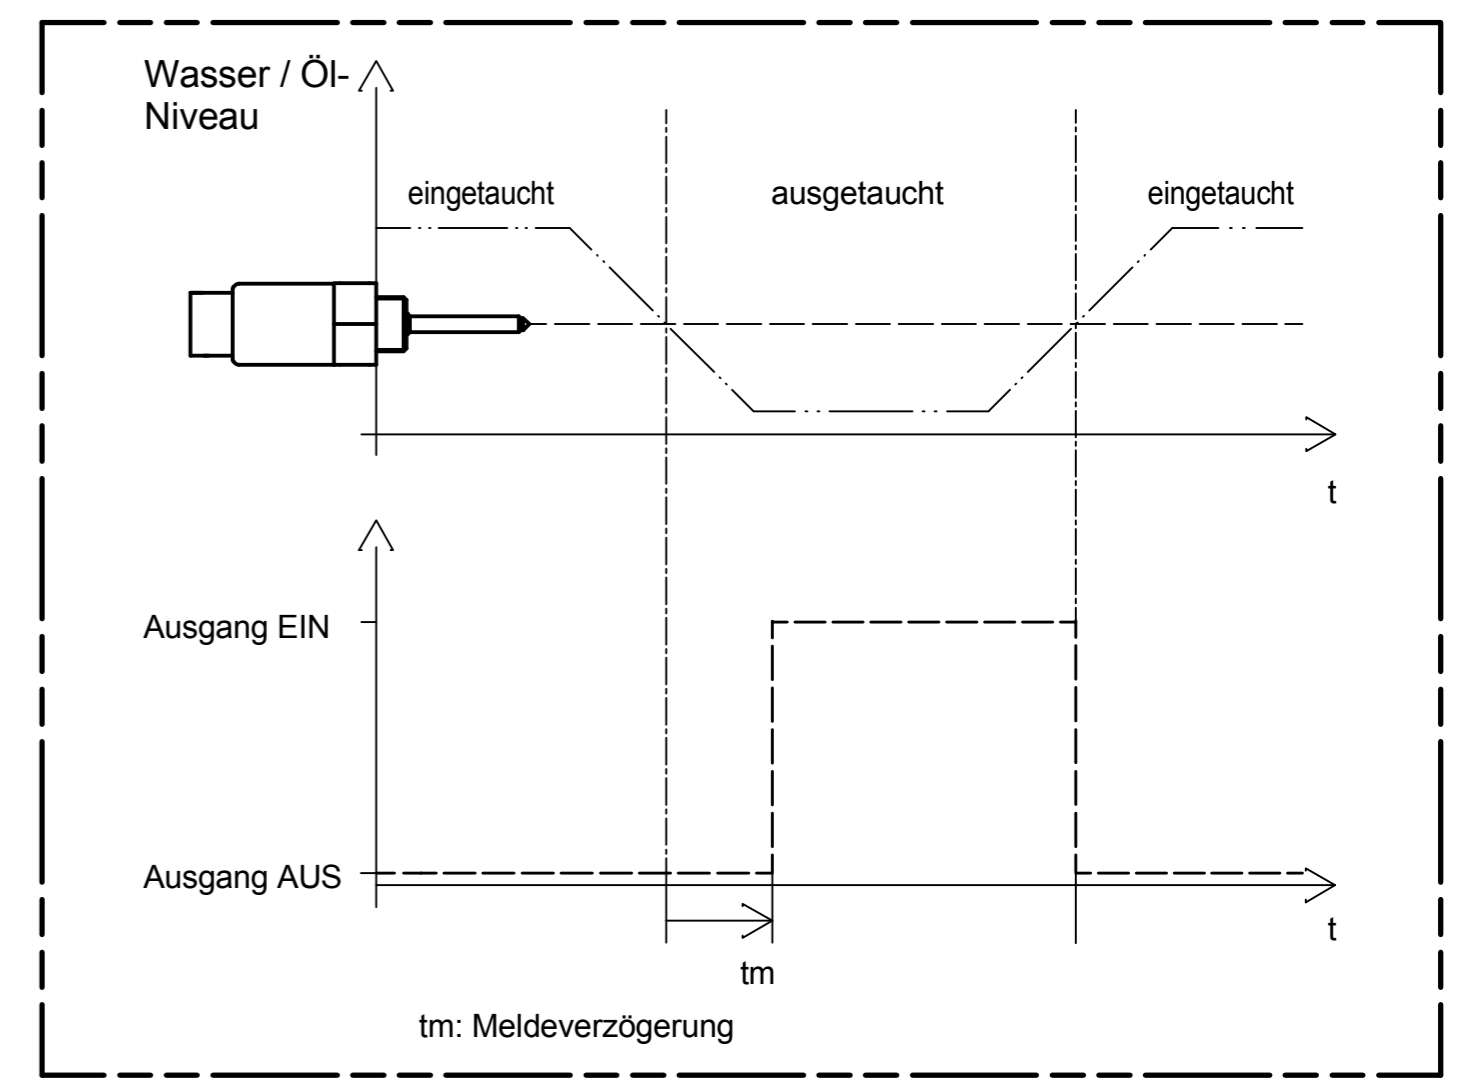 Wasser / Öl-
Niveau
eingetaucht
ausgetaucht
eingetaucht
t
Ausgang EIN
Ausgang AUS
t
tm
tm: Meldeverzögerung